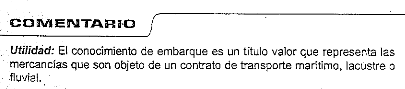 COMENTARIO
Utilidad: El conocimiento de embarque es un título valor que representa las
mercancías que son objeto de un contrato de transporte marítimo, lacustre o
fluvial.